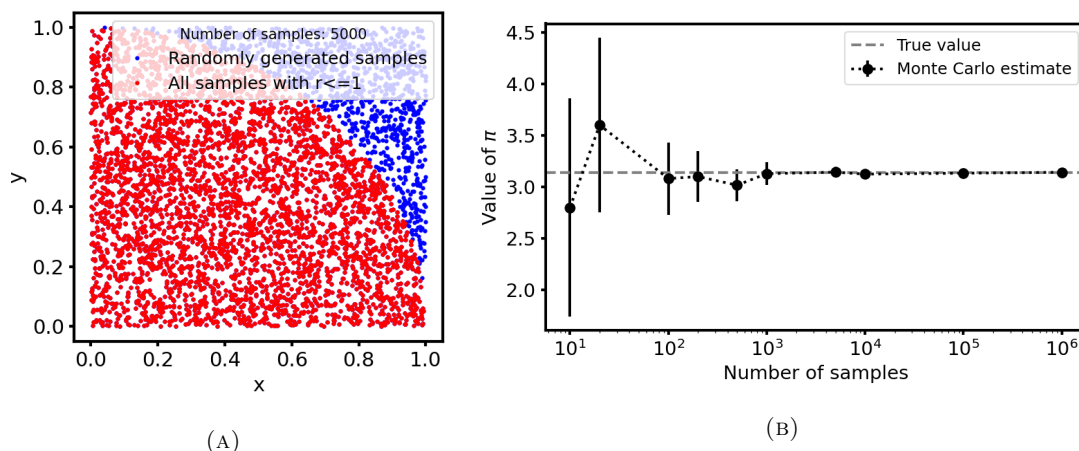 Number of samples: 5000
Randomly generated samples
All samples with r<=1
1.0
0.8
0.6
0.4
0.2
0.0
y
0.0 0.2 0.4 0.6 0.8 1.0
x
(A)
True value
Monte Carlo estimate
4.5
4.0
3.5
3.0
2.5
2.0
Value of π
10¹ 10² 10³ 10⁴ 10⁵ 10⁶
Number of samples
(B)